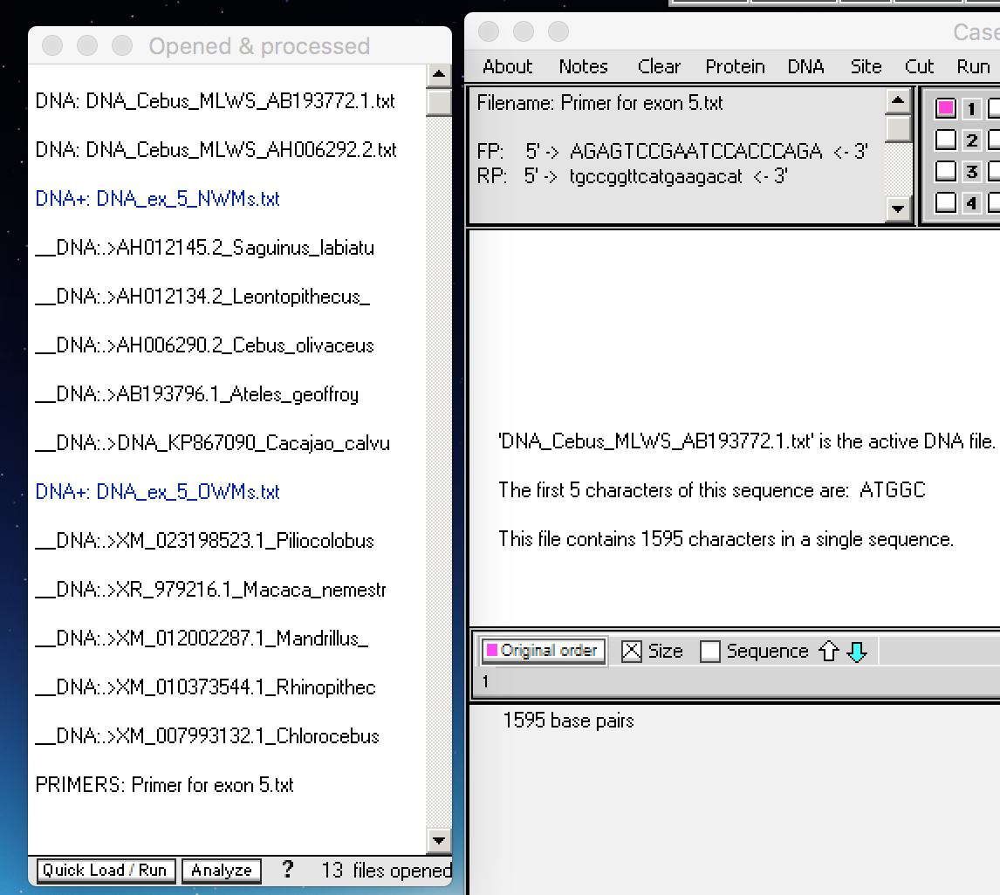 Opened & processed
DNA: DNA_Cebus_MLWS_AB193772.1.txt
DNA: DNA_Cebus_MLWS_AH006292.2.txt
DNA+: DNA_ex_5_NWMs.txt
__DNA:.>AH012145.2_Saguinus_labiatu
__DNA:.>AH012134.2_Leontopithecus_
__DNA:.>AH006290.2_Cebus_olivaceus
__DNA:.>AB193796.1_Ateles_geoffroy
__DNA:.>DNA_KP867090_Cacajao_calvu
DNA+: DNA_ex_5_OWMs.txt
__DNA:.>XM_023198523.1_Piliocolobus
__DNA:.>XR_979216.1_Macaca_nemestr
__DNA:.>XM_012002287.1_Mandrillus_
__DNA:.>XM_010373544.1_Rhinopithec
__DNA:.>XM_007993132.1_Chlorocebus
PRIMERS: Primer for exon 5.txt
Quick Load / Run Analyze ? 13 files opened
Case
About Notes Clear Protein DNA Site Cut Run
Filename: Primer for exon 5.txt
FP: 5' -> AGAGTCCGAATCCACCCAGA <- 3'
RP: 5' -> tgccggttcatgaagacat <- 3'
1
2
3
4
'DNA_Cebus_MLWS_AB193772.1.txt' is the active DNA file.
The first 5 characters of this sequence are: ATGGC
This file contains 1595 characters in a single sequence.
Original order Size Sequence
1
1595 base pairs